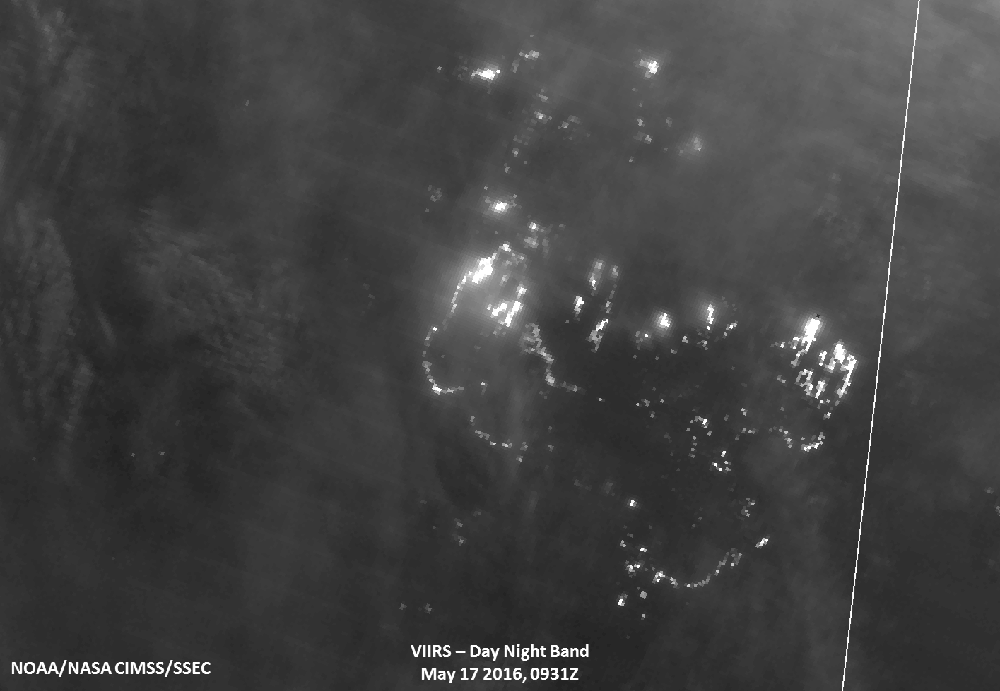 VIIRS – Day Night Band
May 17 2016, 0931Z
NOAA/NASA CIMSS/SSEC